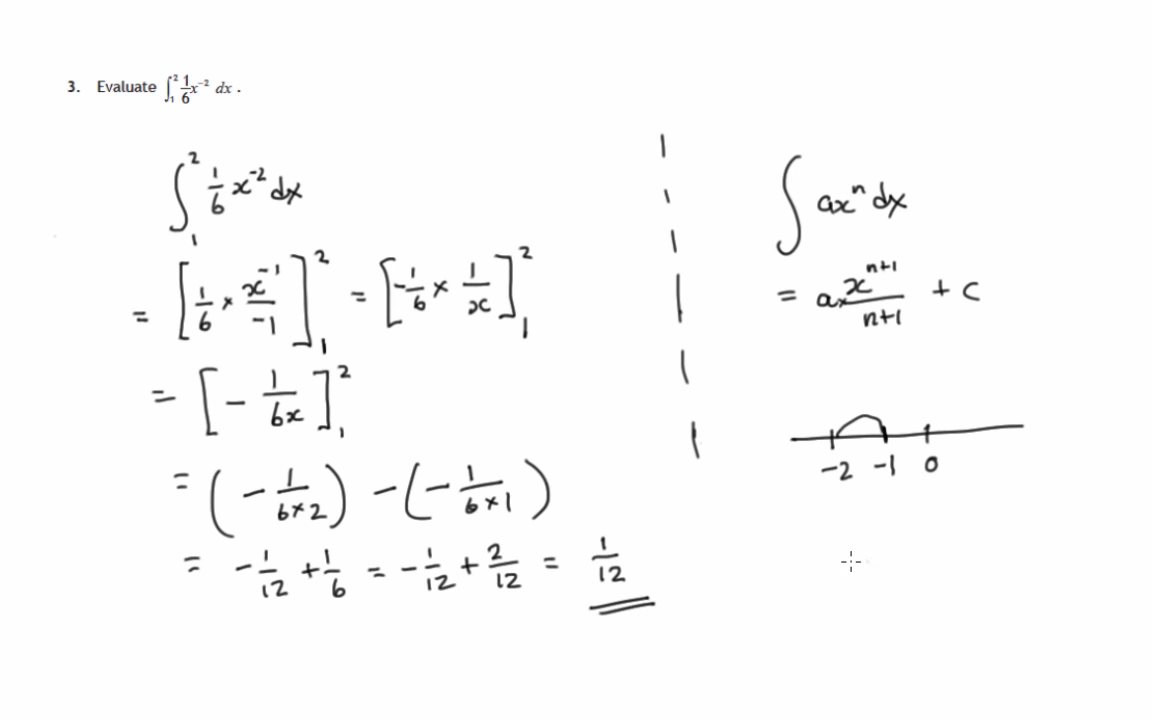 3. Evaluate ∫₁² 1/6 x⁻² dx .
∫₁² 1/6 x⁻² dx
= [1/6 × x⁻¹/-1]₁² = [-1/6 × 1/x]₁²
= [- 1/6x]₁²
= (- 1/6×2) - (- 1/6×1)
= - 1/12 + 1/6 = - 1/12 + 2/12 = 1/12
∫ axⁿ dx
= a× xⁿ⁺¹/n+1 + c
-2 -1 0